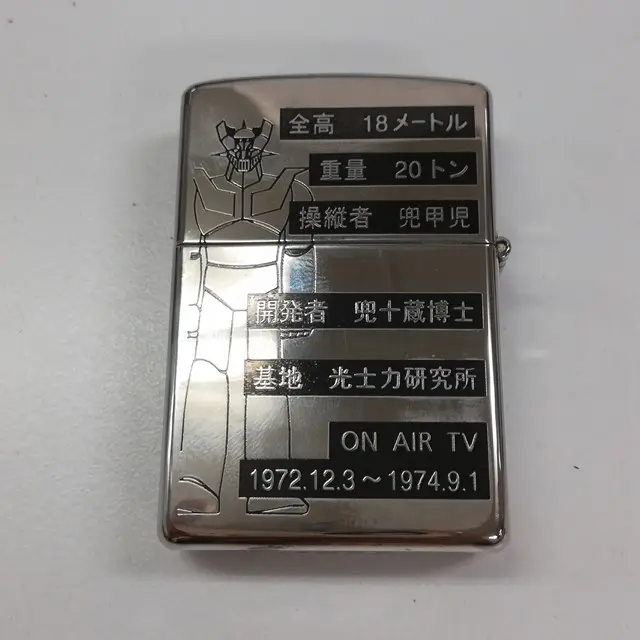 全高 18メートル
重量 20トン
操縦者 兜甲児
開発者 兜十蔵博士
基地 光士力研究所
ON AIR TV
1972.12.3～1974.9.1